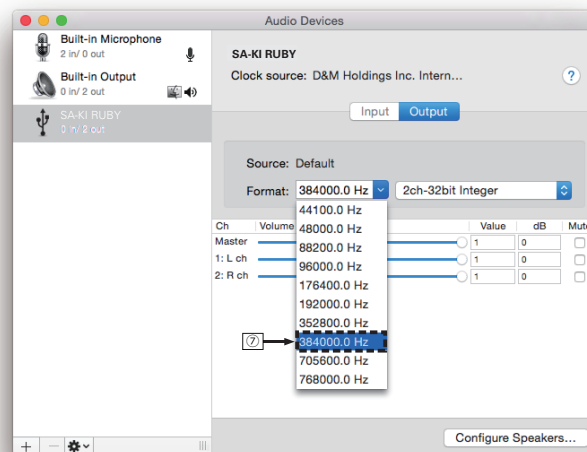 Audio Devices
Built-in Microphone
2 in/ 0 out
Built-in Output
0 in/ 2 out
SA-KI RUBY
0 in/ 2 out
SA-KI RUBY
Clock source: D&M Holdings Inc. Intern...
?
Input Output
Source: Default
Format: 384000.0 Hz 2ch-32bit Integer
44100.0 Hz
48000.0 Hz
88200.0 Hz
96000.0 Hz
176400.0 Hz
192000.0 Hz
352800.0 Hz
⑦ 384000.0 Hz
705600.0 Hz
768000.0 Hz
Ch Volume Value dB Mute
Master 1 0
1: L ch 1 0
2: R ch 1 0
Configure Speakers...